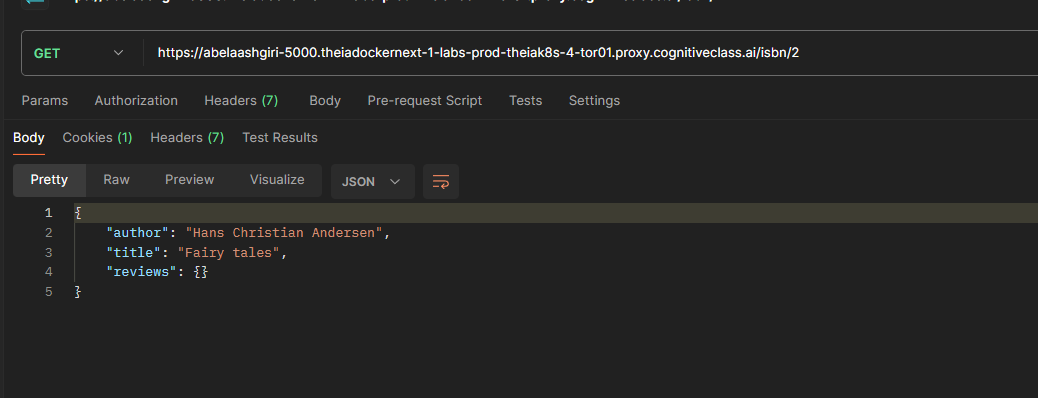 GET https://abelaashgiri-5000.theiadockernext-1-labs-prod-theiak8s-4-tor01.proxy.cognitiveclass.ai/isbn/2
Params Authorization Headers (7) Body Pre-request Script Tests Settings
Body Cookies (1) Headers (7) Test Results
Pretty Raw Preview Visualize JSON
1 {
2 "author": "Hans Christian Andersen",
3 "title": "Fairy tales",
4 "reviews": {}
5 }